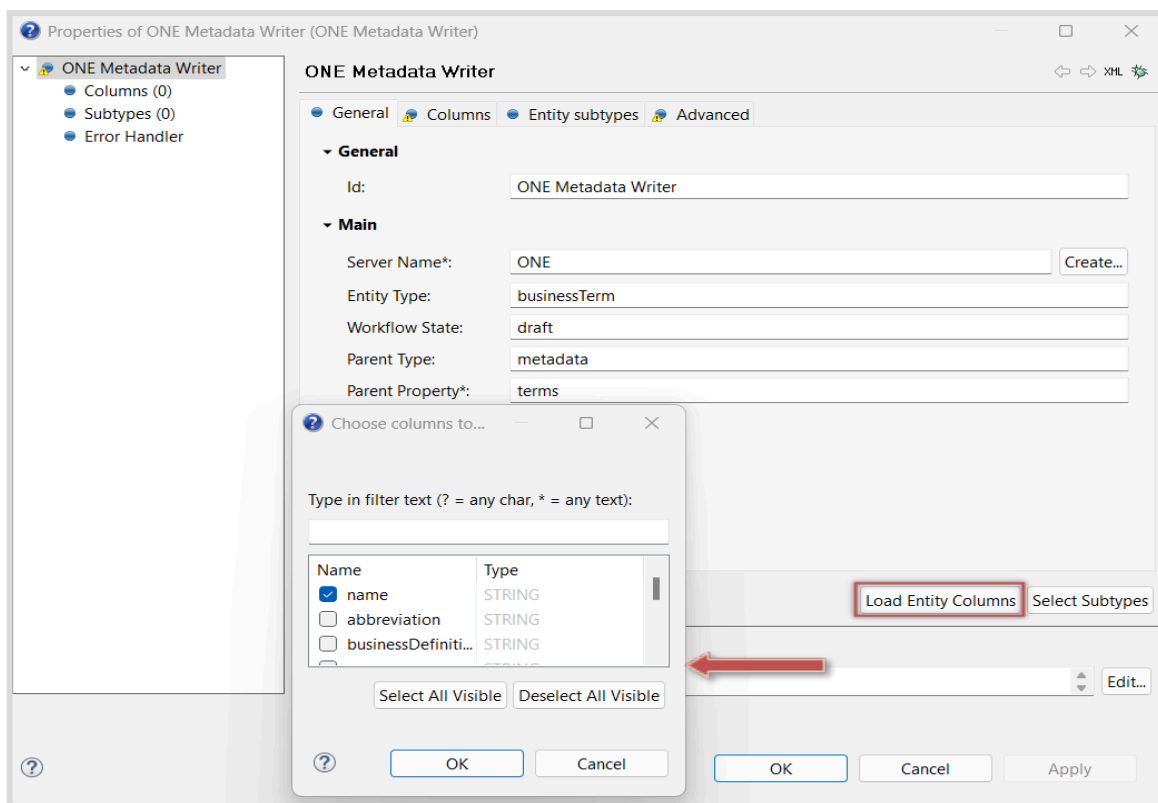 Properties of ONE Metadata Writer (ONE Metadata Writer)
ONE Metadata Writer
Columns (0)
Subtypes (0)
Error Handler
ONE Metadata Writer
XML
General
Columns
Entity subtypes
Advanced
General
Id:
ONE Metadata Writer
Main
Server Name*:
ONE
Create...
Entity Type:
businessTerm
Workflow State:
draft
Parent Type:
metadata
Parent Property*:
terms
Choose columns to...
Type in filter text (? = any char, * = any text):
Name
Type
name
STRING
abbreviation
STRING
businessDefiniti...
STRING
Select All Visible
Deselect All Visible
OK
Cancel
Load Entity Columns
Select Subtypes
Edit...
OK
Cancel
Apply